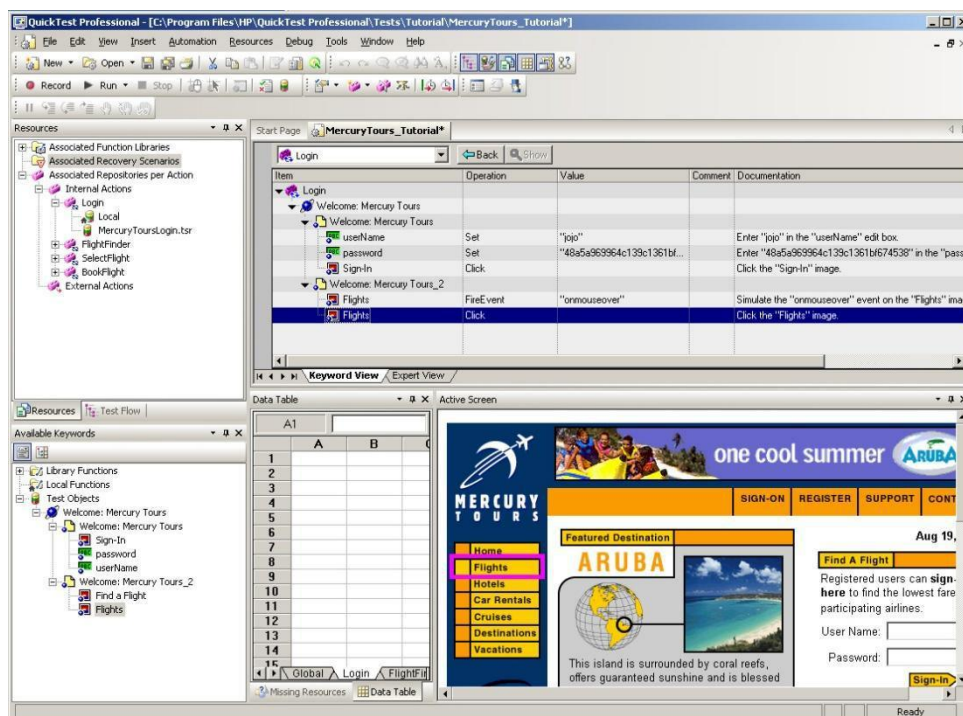 QuickTest Professional - [C:\Program Files\HP\QuickTest Professional\Tests\Tutorial\MercuryTours_Tutorial*]
File Edit View Insert Automation Resources Debug Tools Window Help
New Open
Record Run Stop
Resources
Associated Function Libraries
Associated Recovery Scenarios
Associated Repositories per Action
Internal Actions
Login
Local
MercuryToursLogin.tsr
FlightFinder
SelectFlight
BookFlight
External Actions
Resources Test Flow
Start Page MercuryTours_Tutorial*
Login Back Show
Item Operation Value Comment Documentation
Login
Welcome: Mercury Tours
Welcome: Mercury Tours
userName Set "jojo" Enter "jojo" in the "userName" edit box.
password Set "48a5a969964c139c1361bf... Enter "48a5a969964c139c1361bf674538" in the "pass
Sign-In Click Click the "Sign-In" image.
Welcome: Mercury Tours_2
Flights FireEvent "onmouseover" Simulate the "onmouseover" event on the "Flights" ima
Flights Click Click the "Flights" image.
Keyword View Expert View
Available Keywords
Library Functions
Local Functions
Test Objects
Welcome: Mercury Tours
Welcome: Mercury Tours
Sign-In
password
userName
Welcome: Mercury Tours_2
Find a Flight
Flights
Data Table
A1
A B
1
2
3
4
5
6
7
8
9
10
11
12
13
14
15
Global Login FlightFin
Missing Resources Data Table
Active Screen
one cool summer ARUBA
MERCURY
TOURS
SIGN-ON REGISTER SUPPORT CONT
Home
Flights
Hotels
Car Rentals
Cruises
Destinations
Vacations
Featured Destination
ARUBA
This island is surrounded by coral reefs,
offers guaranteed sunshine and is blessed
Aug 19,
Find A Flight
Registered users can sign-
here to find the lowest fare
participating airlines.
User Name:
Password:
Sign-In
Ready